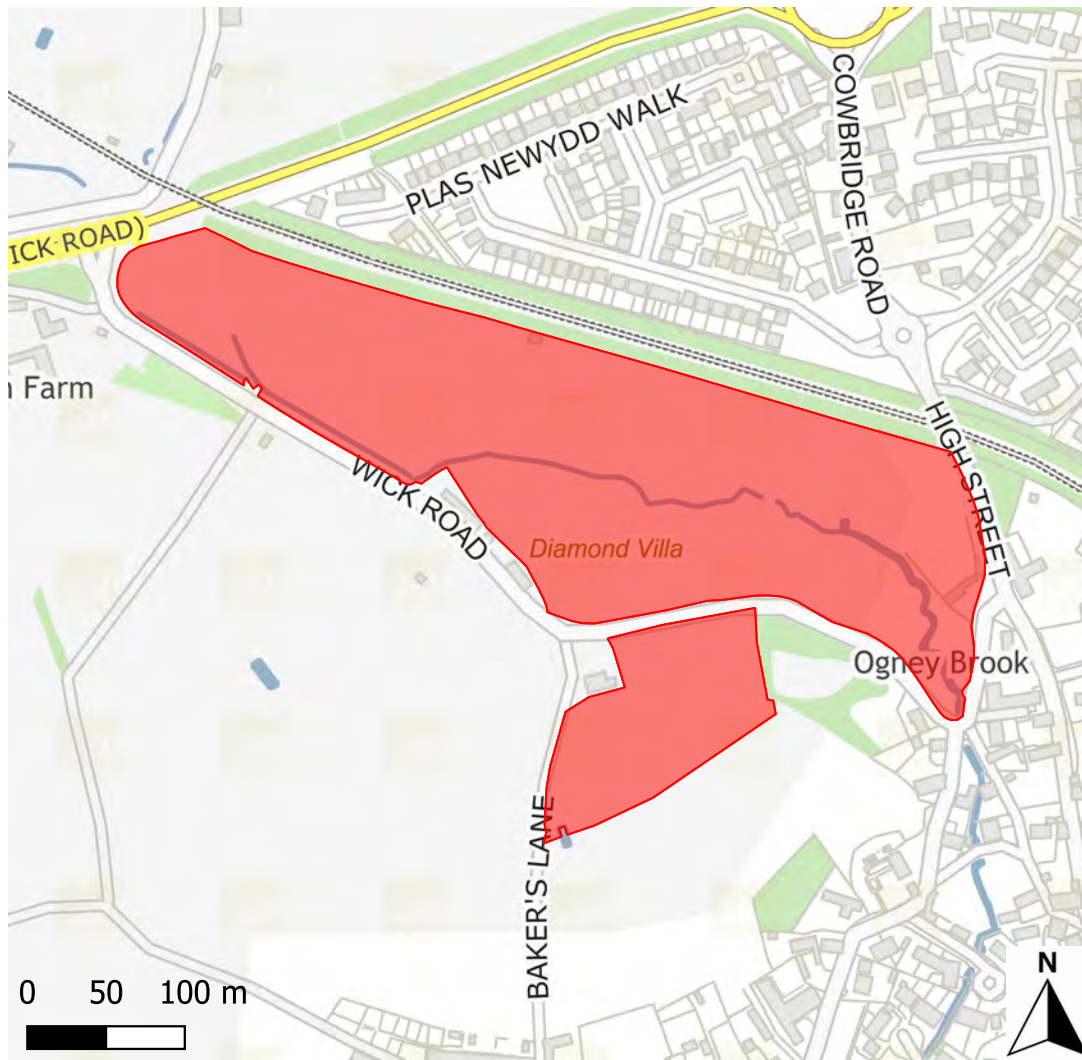 PLAS NEWYDD WALK
COWBRIDGE ROAD
ICK ROAD)
n Farm
WICK ROAD
HIGH STREET
Diamond Villa
Ogney Brook
BAKER'S LANE
0 50 100 m
N